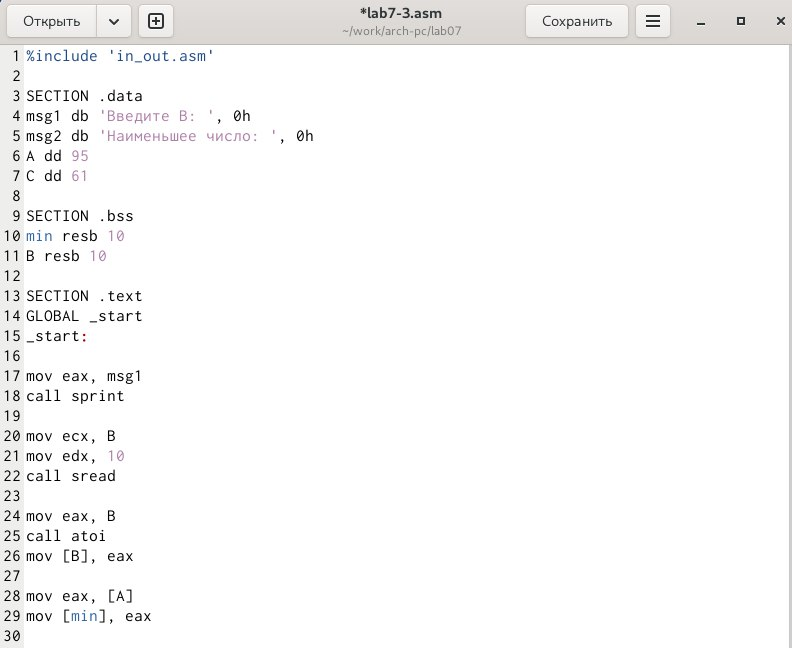 Открыть
*lab7-3.asm
~/work/arch-pc/lab07
Сохранить
1 %include 'in_out.asm'
2
3 SECTION .data
4 msg1 db 'Введите B: ', 0h
5 msg2 db 'Наименьшее число: ', 0h
6 A dd 95
7 C dd 61
8
9 SECTION .bss
10 min resb 10
11 B resb 10
12
13 SECTION .text
14 GLOBAL _start
15 _start:
16
17 mov eax, msg1
18 call sprint
19
20 mov ecx, B
21 mov edx, 10
22 call sread
23
24 mov eax, B
25 call atoi
26 mov [B], eax
27
28 mov eax, [A]
29 mov [min], eax
30